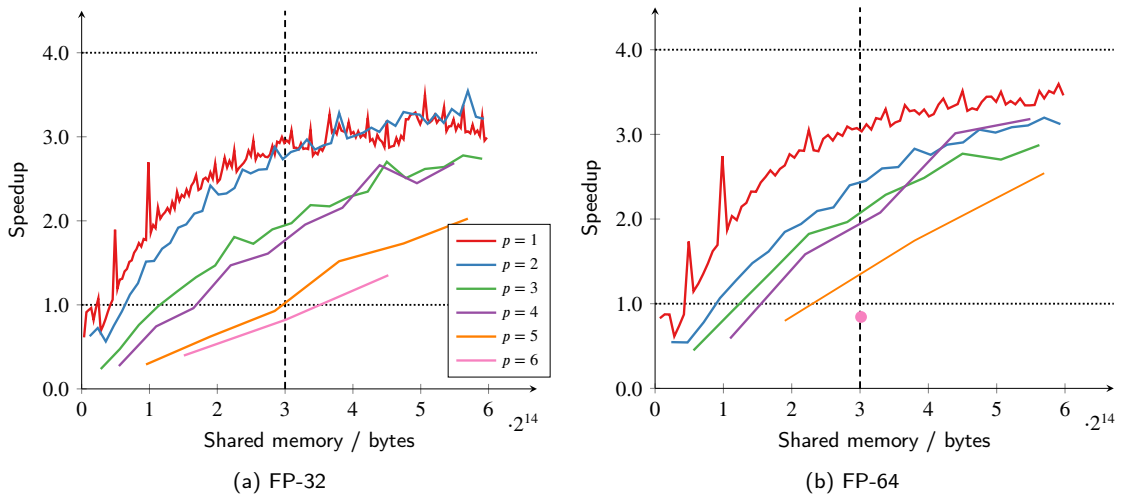 Speedup
4.0
3.0
2.0
1.0
0.0
0 1 2 3 4 5 6
·2^14
Shared memory / bytes
p = 1
p = 2
p = 3
p = 4
p = 5
p = 6
(a) FP-32
Speedup
4.0
3.0
2.0
1.0
0.0
0 1 2 3 4 5 6
·2^14
Shared memory / bytes
(b) FP-64